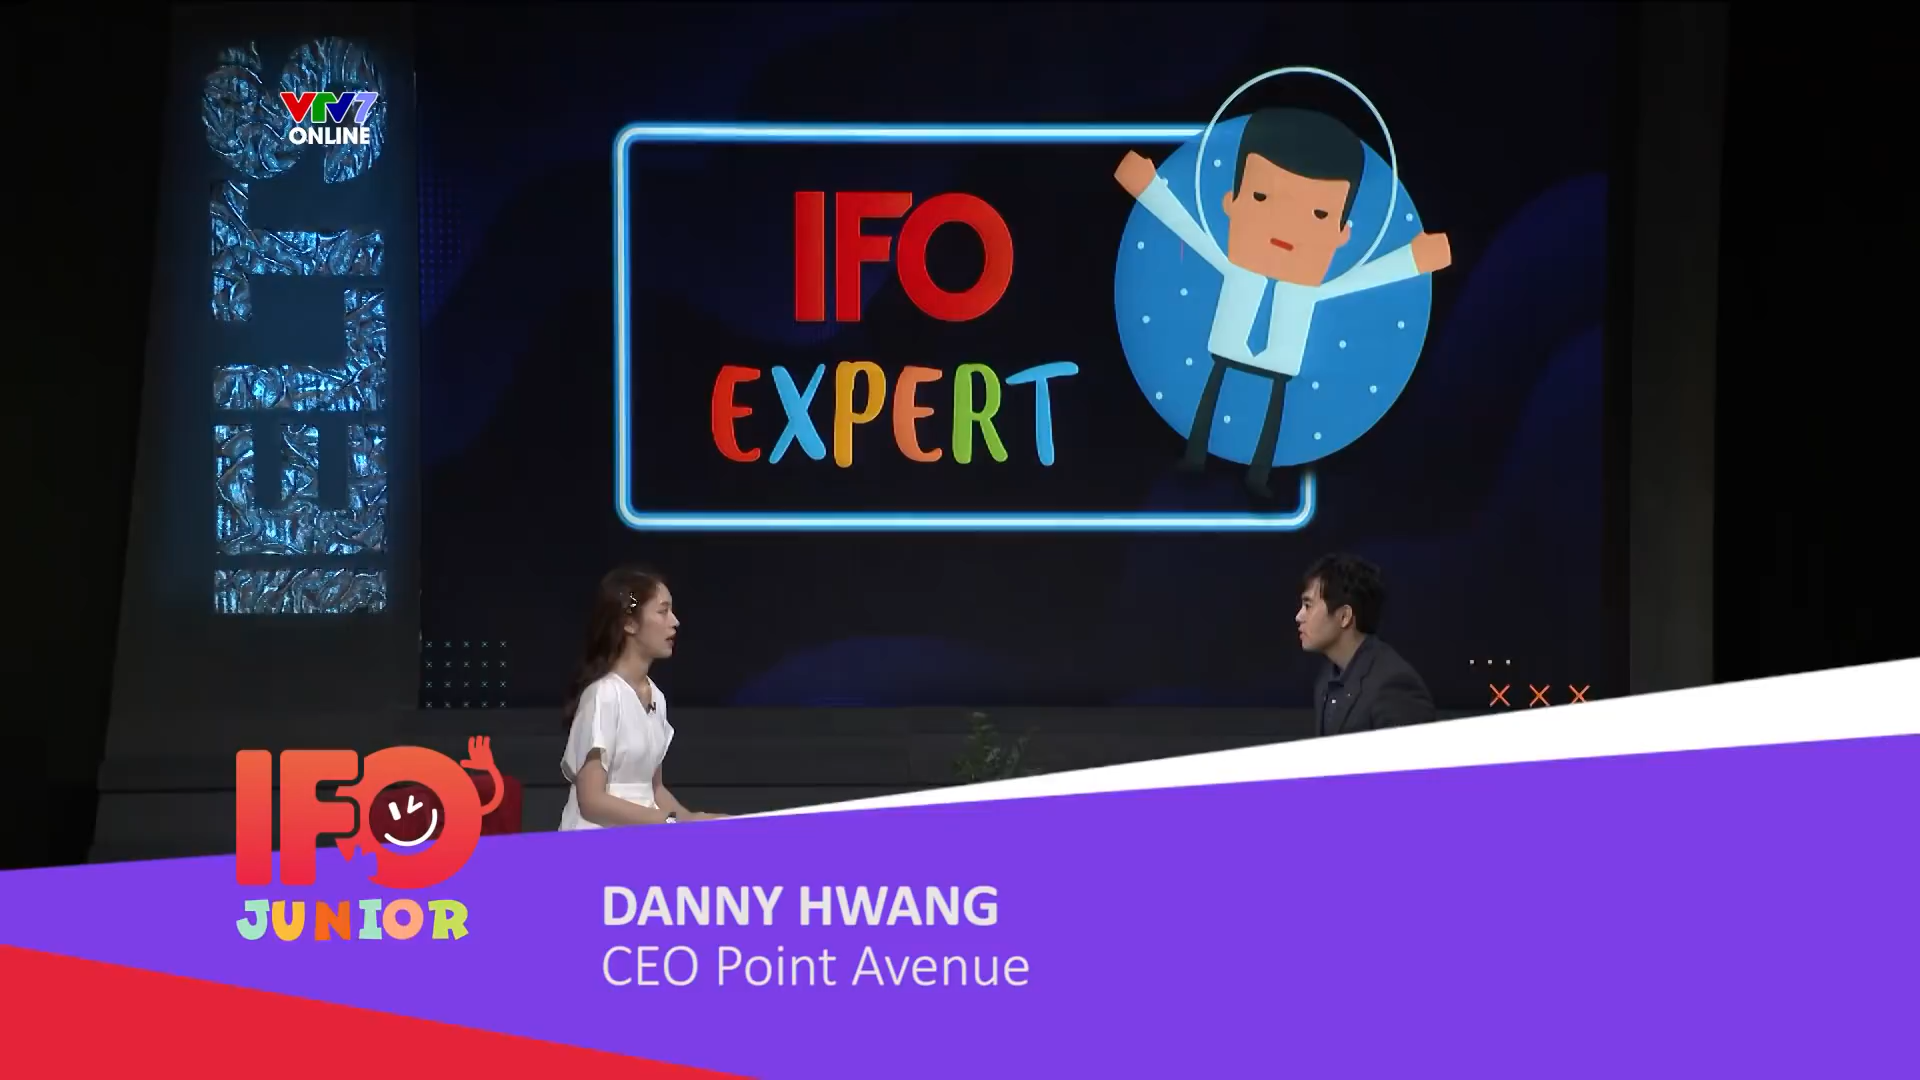 VTV7
ONLINE
IELTS
IFO
EXPERT
IFO
JUNIOR
DANNY HWANG
CEO Point Avenue